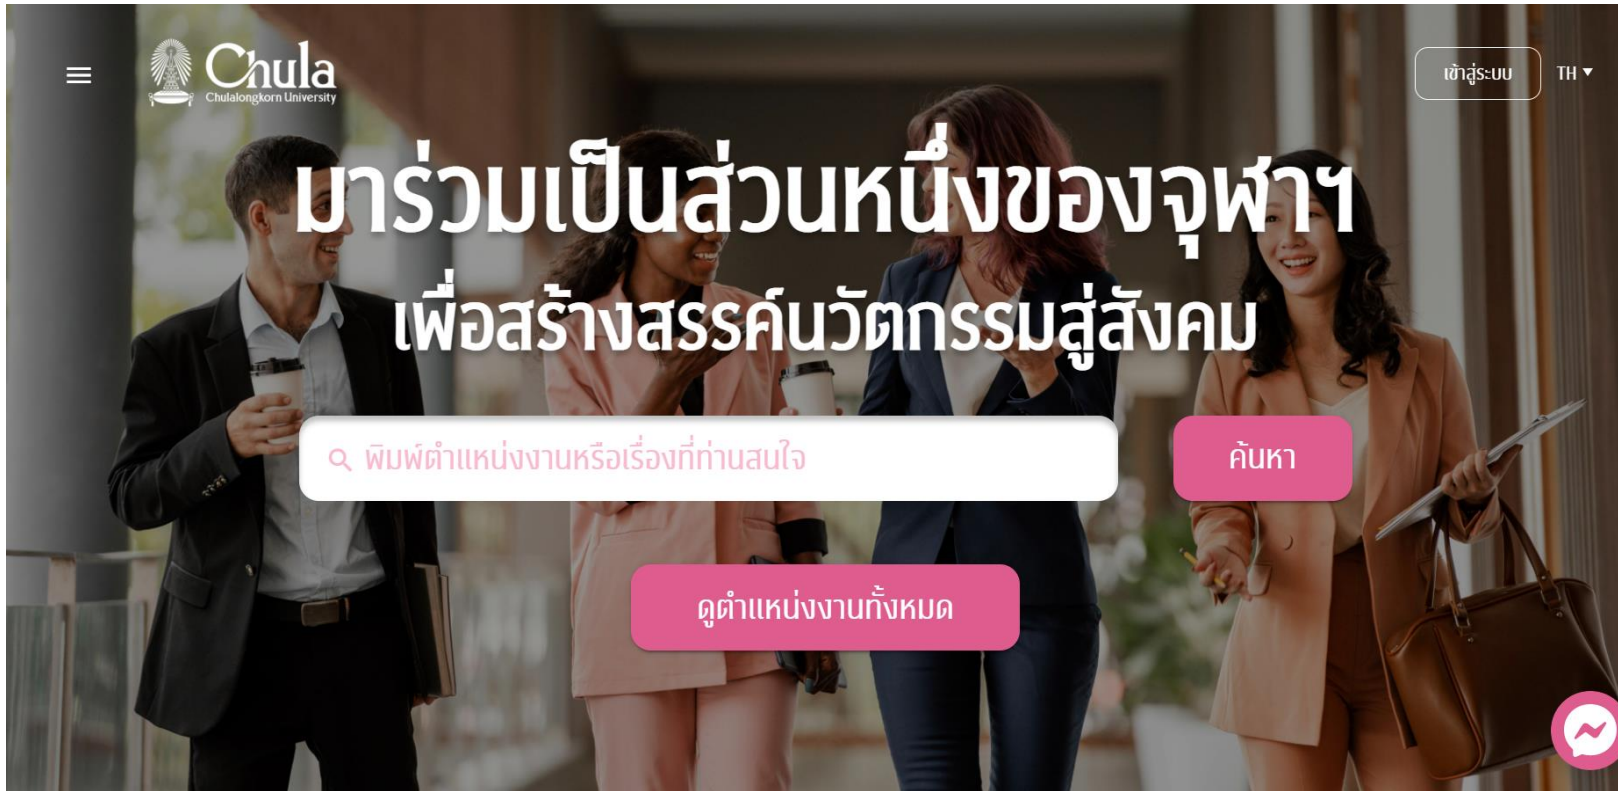 Chula
Chulalongkorn University
เข้าสู่ระบบ
TH
มาร่วมเป็นส่วนหนึ่งของจุฬาฯ
เพื่อสร้างสรรค์นวัตกรรมสู่สังคม
พิมพ์ตำแหน่งงานหรือเรื่องที่ท่านสนใจ
ค้นหา
ดูตำแหน่งงานทั้งหมด